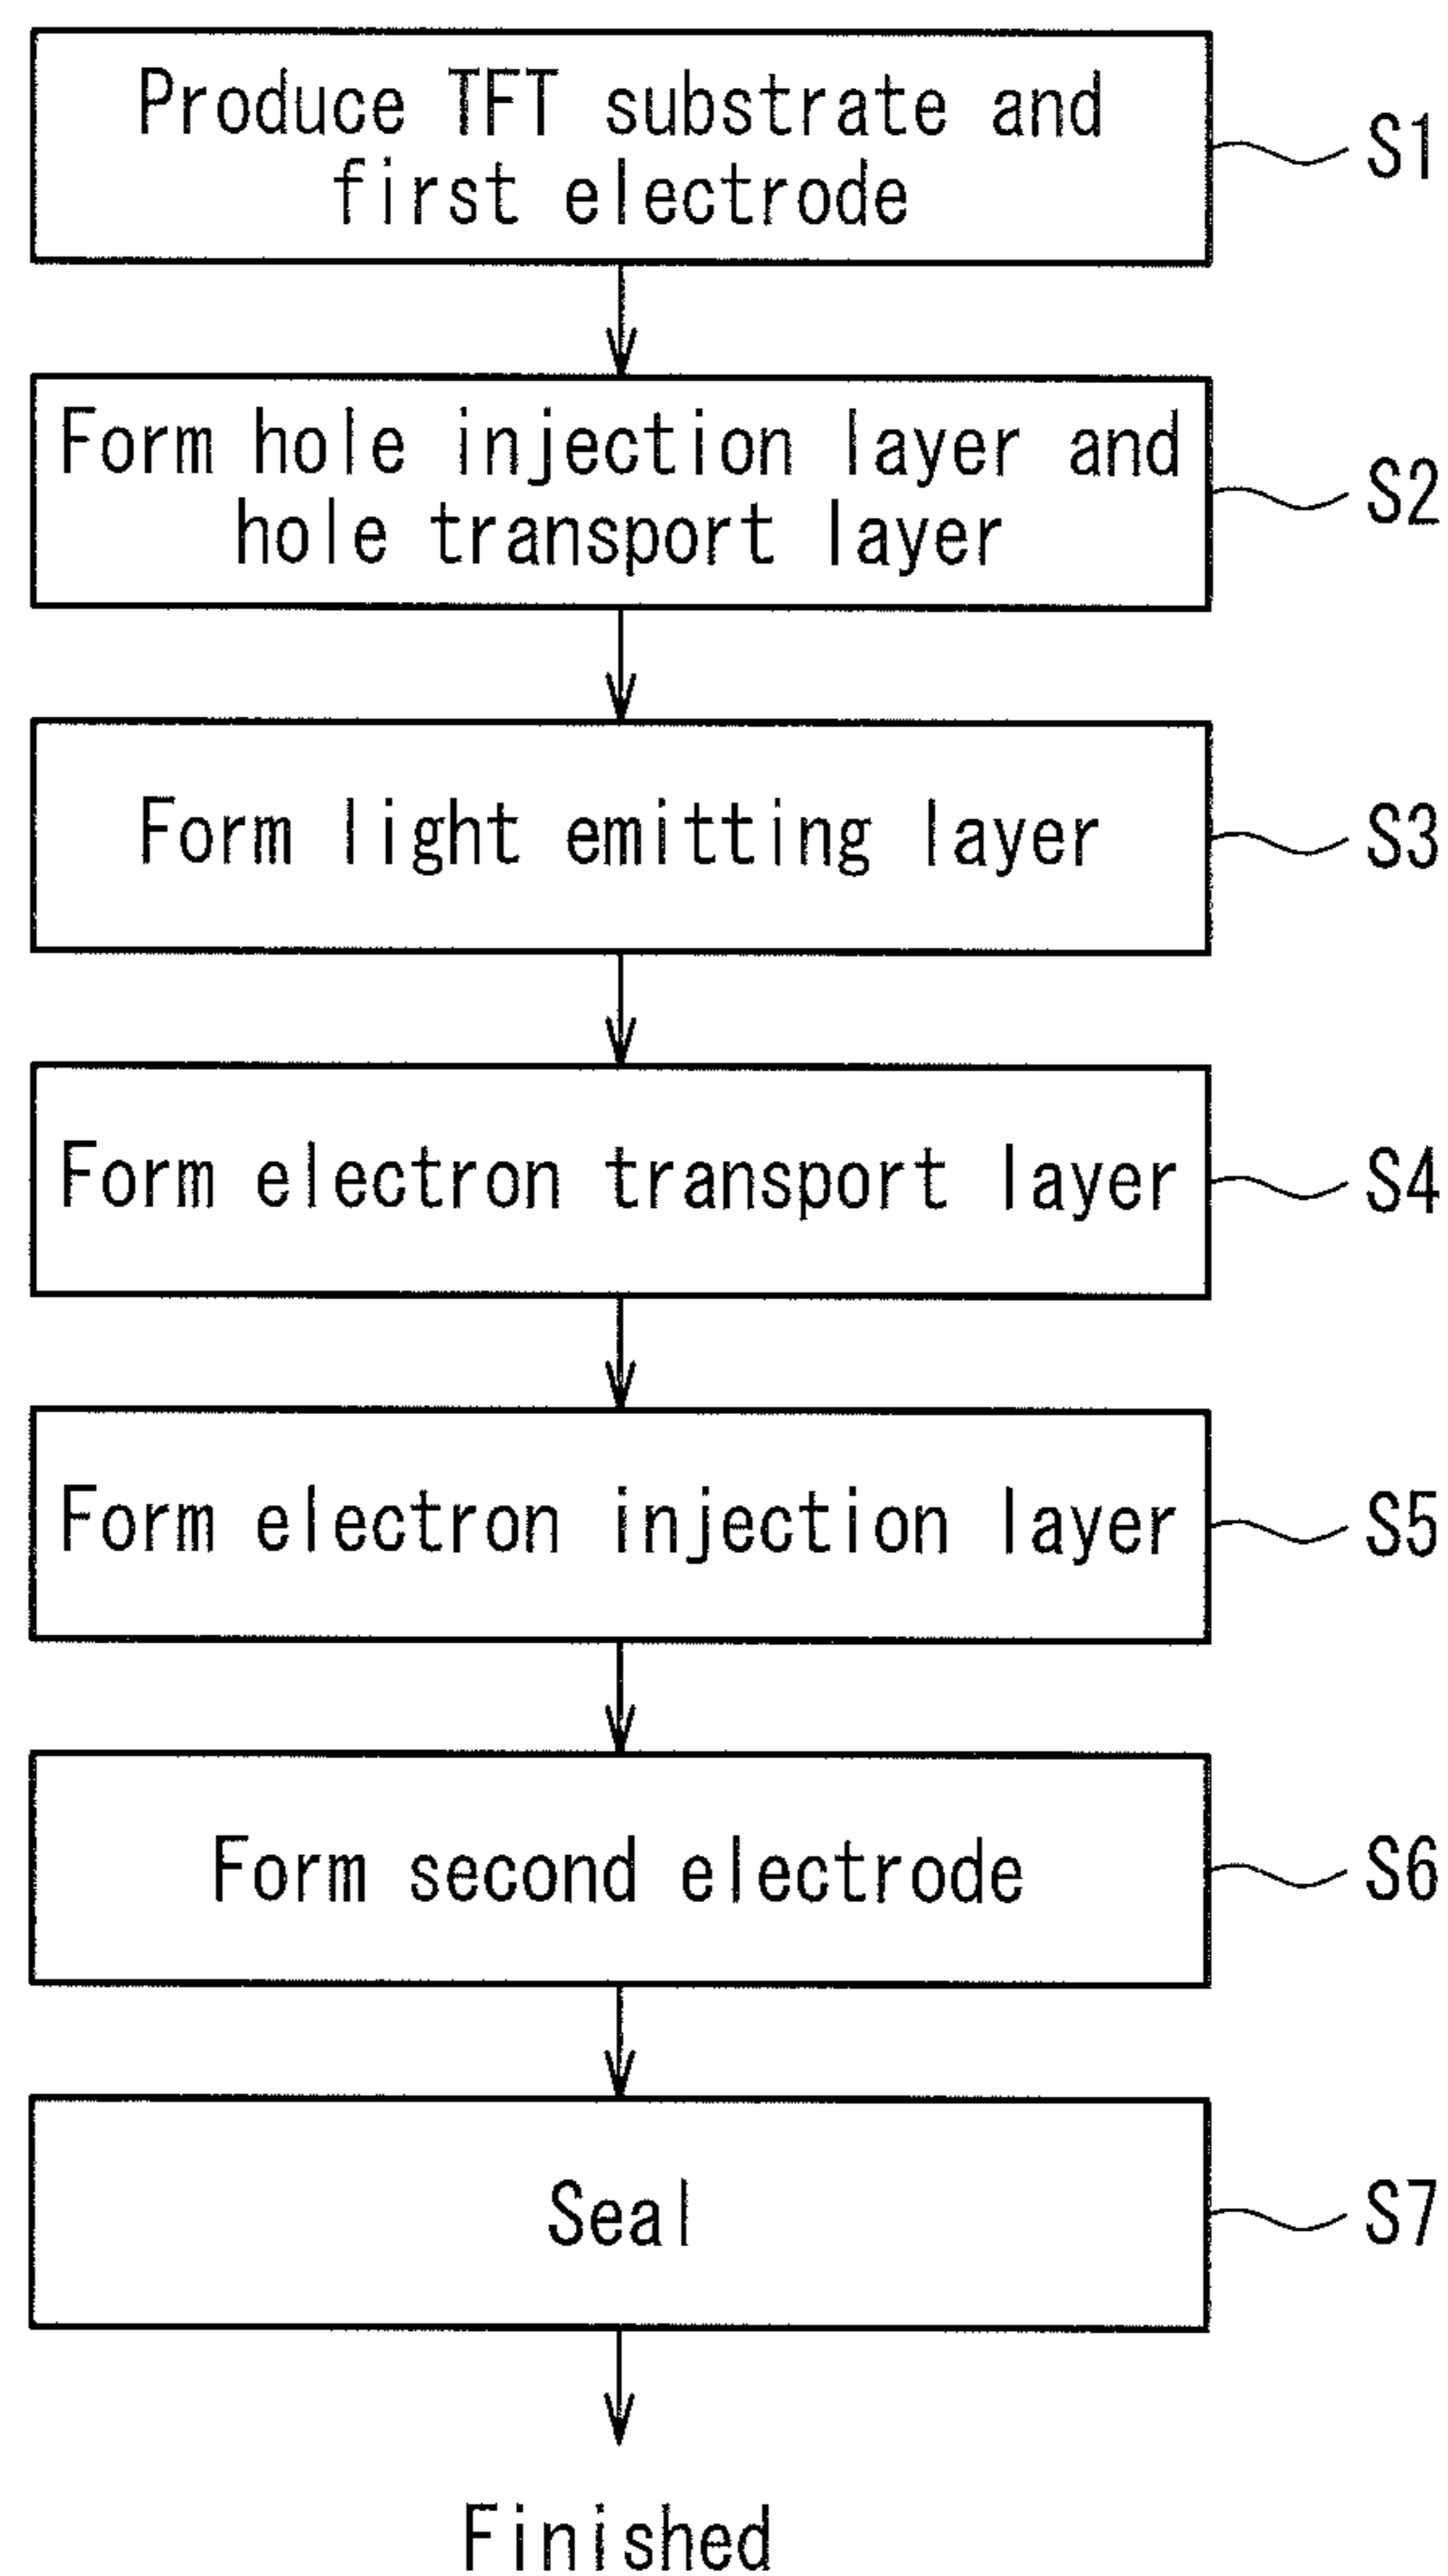 Produce TFT substrate and
first electrode
S1
Form hole injection layer and
hole transport layer
S2
Form light emitting layer
S3
Form electron transport layer
S4
Form electron injection layer
S5
Form second electrode
S6
Seal
S7
Finished